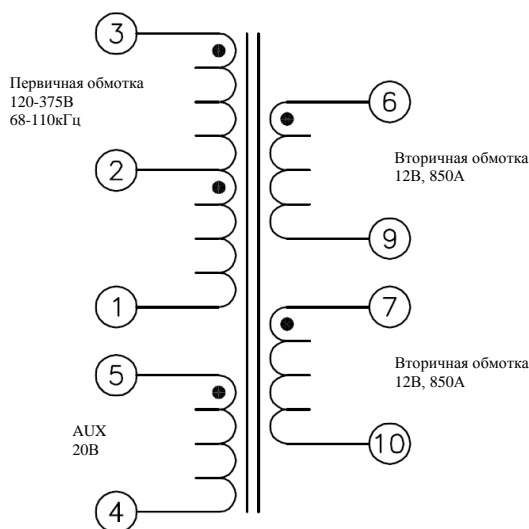 3
Первичная обмотка
120-375В
68-110кГц
6
Вторичная обмотка
12В, 850А
2
9
1
7
5
Вторичная обмотка
12В, 850А
AUX
20В
10
4